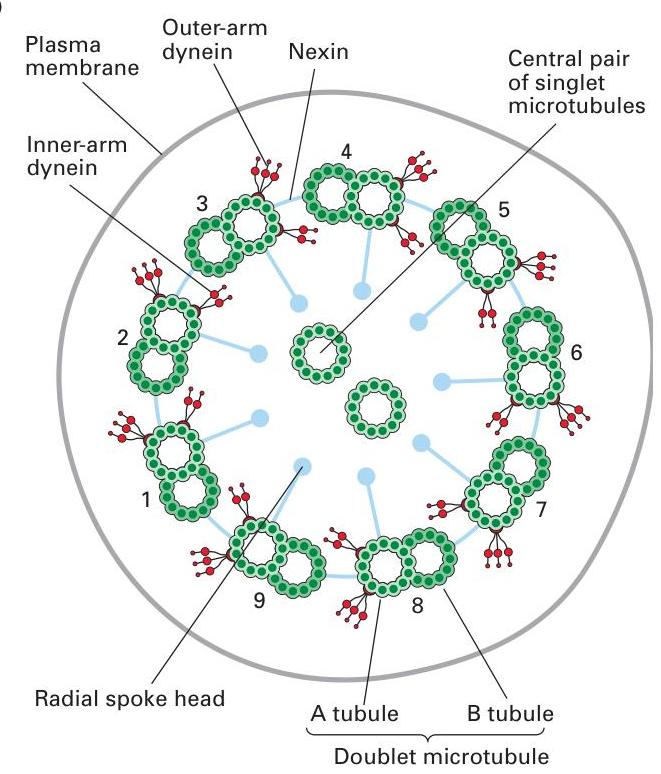 )
Plasma
membrane
Outer-arm
dynein
Nexin
Central pair
of singlet
microtubules
Inner-arm
dynein
4
3
5
2
6
1
7
9
8
Radial spoke head
A tubule
B tubule
Doublet microtubule